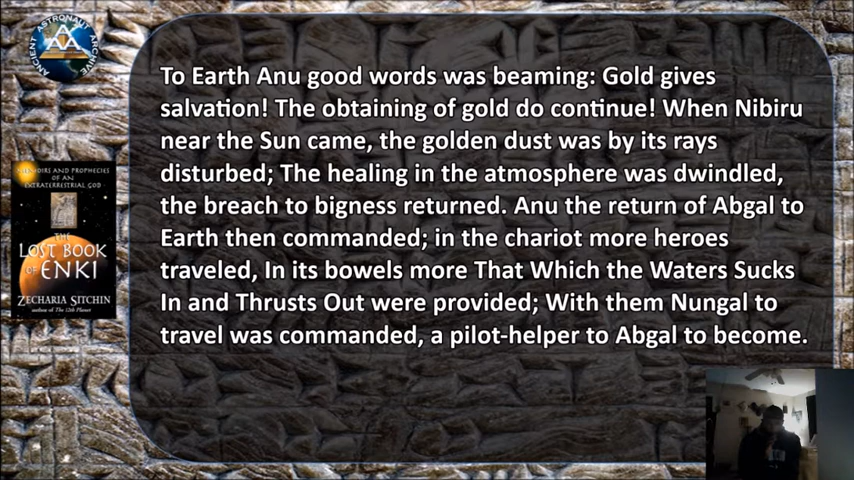 ANCIENT ASTRONAUT ARCHIVE
To Earth Anu good words was beaming: Gold gives
salvation! The obtaining of gold do continue! When Nibiru
near the Sun came, the golden dust was by its rays
disturbed; The healing in the atmosphere was dwindled,
the breach to bigness returned. Anu the return of Abgal to
Earth then commanded; in the chariot more heroes
traveled, In its bowels more That Which the Waters Sucks
In and Thrusts Out were provided; With them Nungal to
travel was commanded, a pilot-helper to Abgal to become.
MEMOIRS AND PROPHECIES
OF AN
EXTRATERRESTRIAL GOD
THE
LOST BOOK
OF ENKI
ZECHARIA SITCHIN
author of The 12th Planet